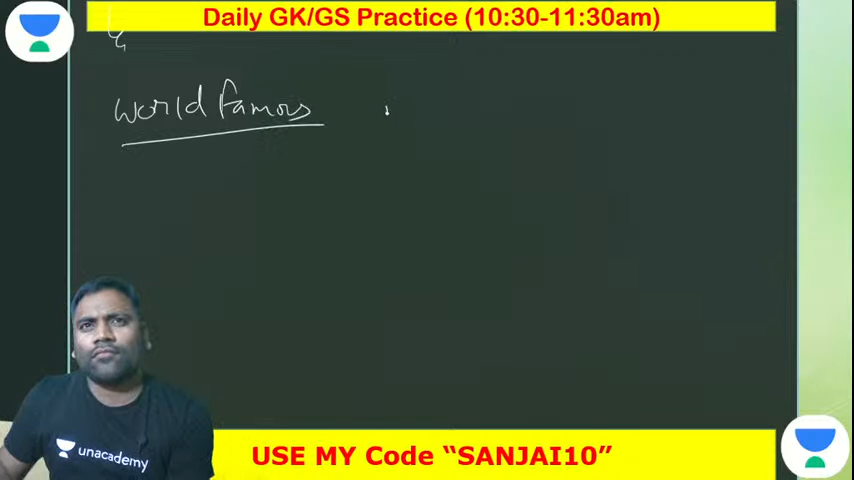 Daily GK/GS Practice (10:30-11:30am)
world famous
unacademy
USE MY Code “SANJAI10”